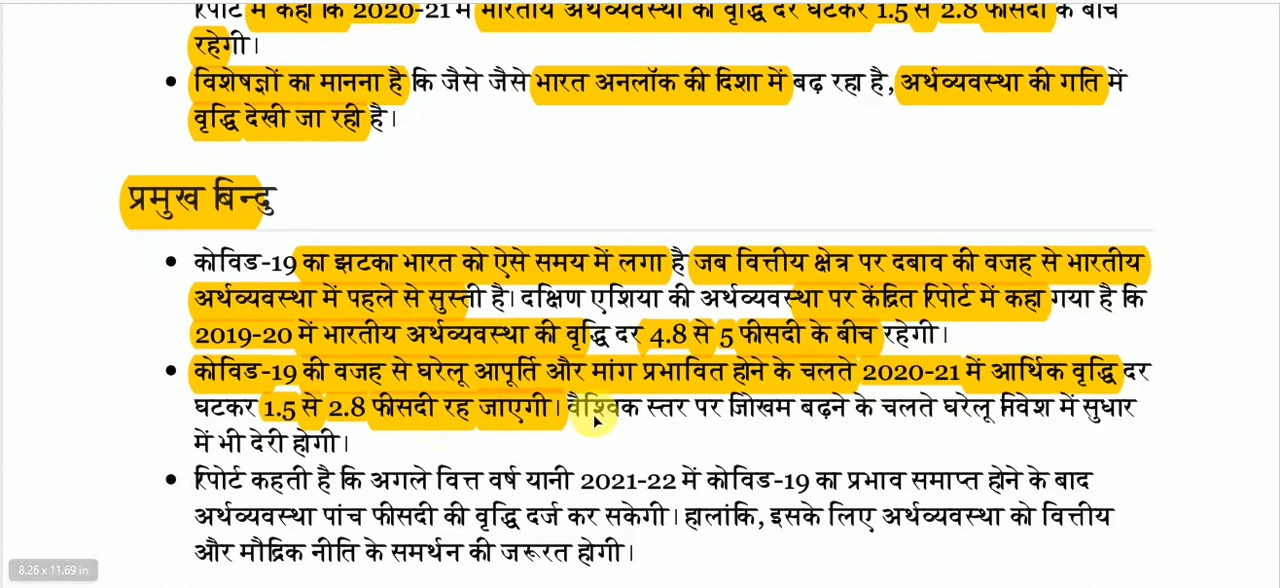 रिपोर्ट में कहा कि 2020-21 में भारतीय अर्थव्यवस्था की वृद्धि दर घटकर 1.5 से 2.8 फीसदी के बीच
रहेगी।
• विशेषज्ञों का मानना है कि जैसे जैसे भारत अनलॉक की दिशा में बढ़ रहा है, अर्थव्यवस्था की गति में
वृद्धि देखी जा रही है।
प्रमुख बिन्दु
• कोविड-19 का झटका भारत को ऐसे समय में लगा है जब वित्तीय क्षेत्र पर दबाव की वजह से भारतीय
अर्थव्यवस्था में पहले से सुस्ती है। दक्षिण एशिया की अर्थव्यवस्था पर केंद्रित रिपोर्ट में कहा गया है कि
2019-20 में भारतीय अर्थव्यवस्था की वृद्धि दर 4.8 से 5 फीसदी के बीच रहेगी।
• कोविड-19 की वजह से घरेलू आपूर्ति और मांग प्रभावित होने के चलते 2020-21 में आर्थिक वृद्धि दर
घटकर 1.5 से 2.8 फीसदी रह जाएगी। वैश्विक स्तर पर जोखिम बढ़ने के चलते घरेलू निवेश में सुधार
में भी देरी होगी।
• रिपोर्ट कहती है कि अगले वित्त वर्ष यानी 2021-22 में कोविड-19 का प्रभाव समाप्त होने के बाद
अर्थव्यवस्था पांच फीसदी की वृद्धि दर्ज कर सकेगी। हालांकि, इसके लिए अर्थव्यवस्था को वित्तीय
और मौद्रिक नीति के समर्थन की जरूरत होगी।
8.26 x 11.69 in